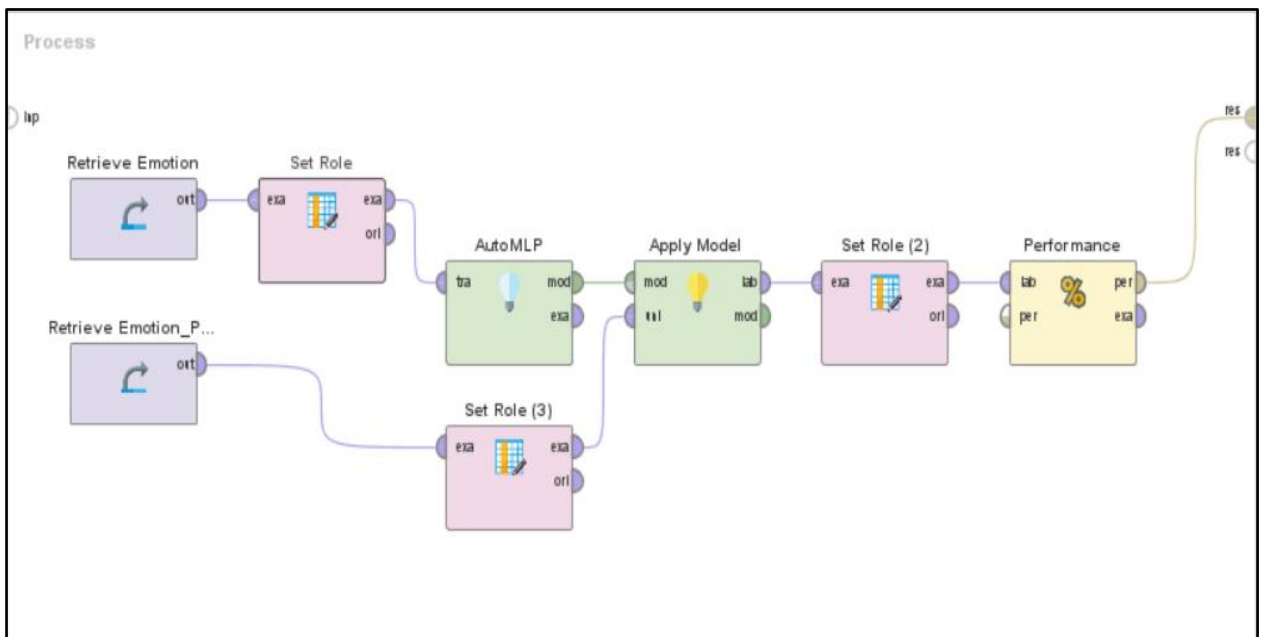 Process
inp
res
res
Retrieve Emotion
out
Set Role
exa
exa
ori
AutoMLP
tra
mod
exa
Apply Model
mod
unl
lab
mod
Set Role (2)
exa
exa
ori
Performance
%
lab
per
per
exa
Retrieve Emotion_P...
out
Set Role (3)
exa
exa
ori